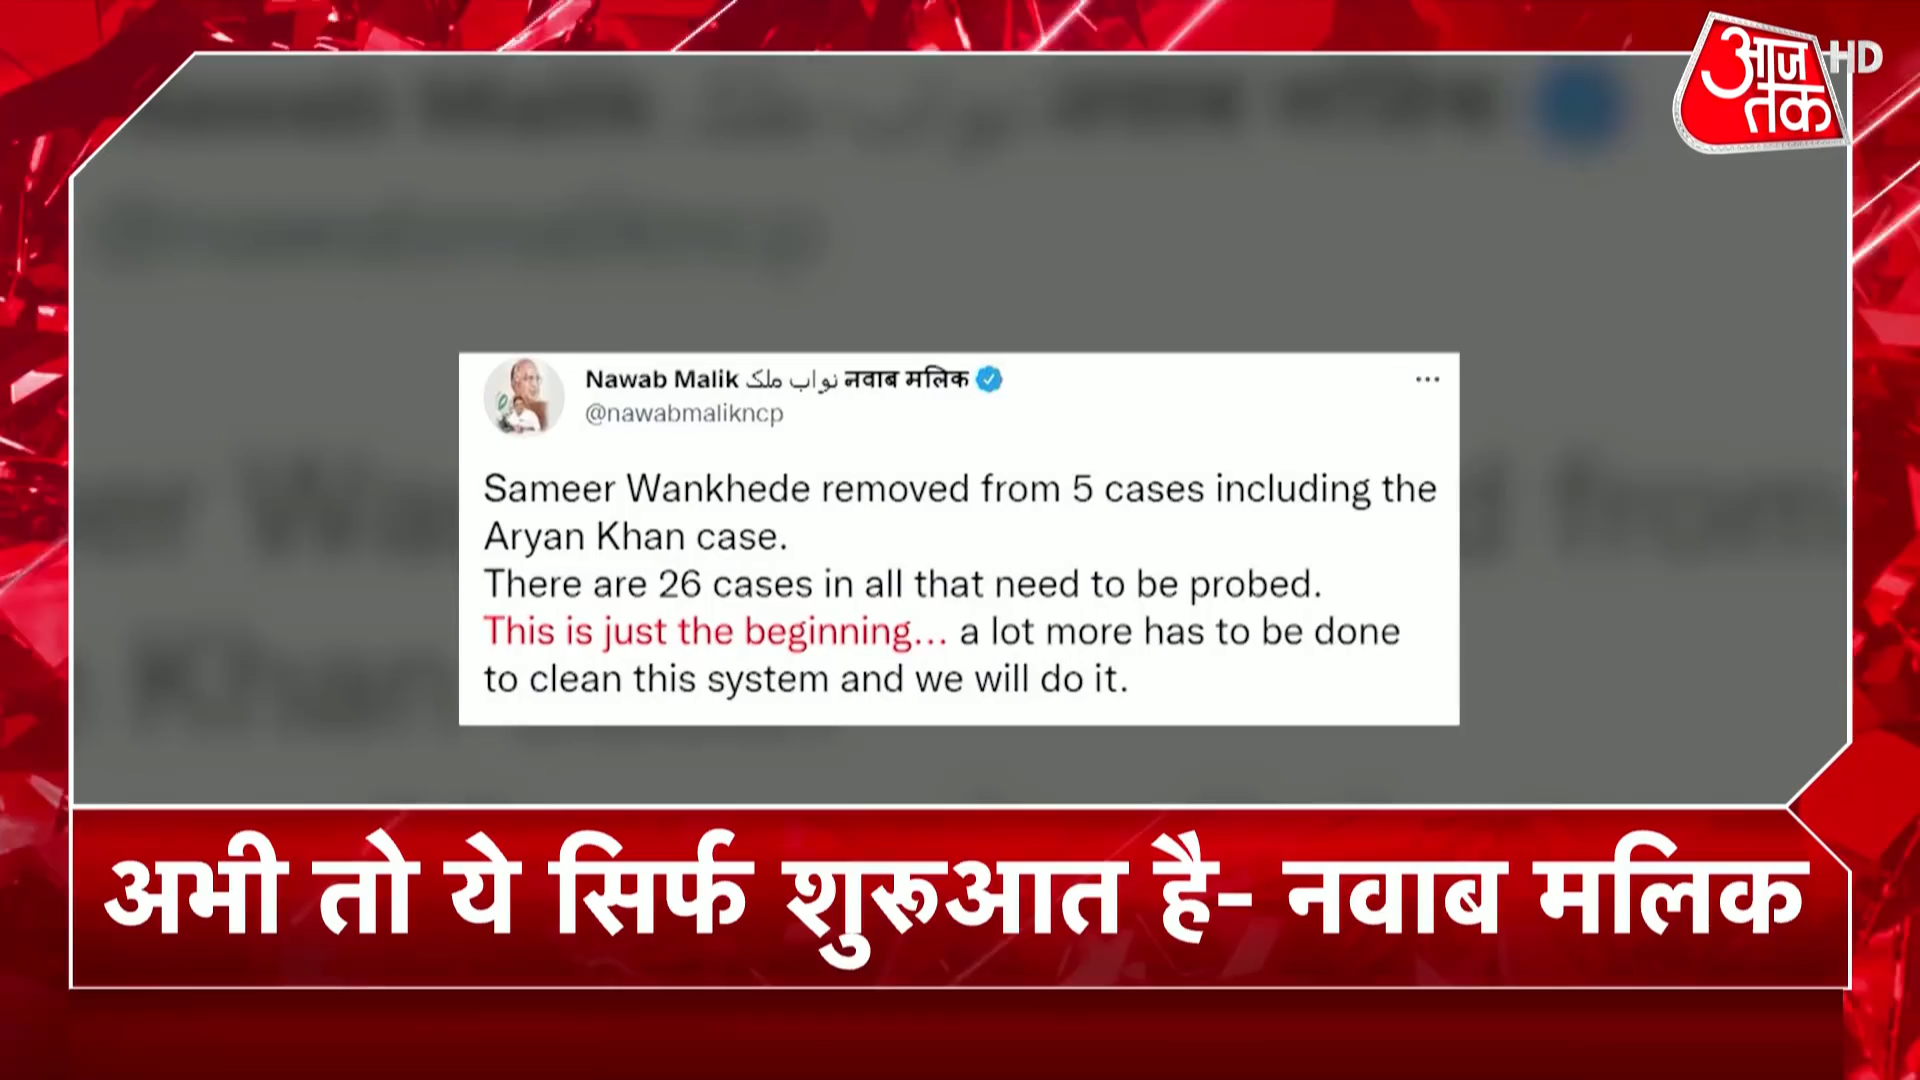 आज
तक
HD
Nawab Malik نواب ملک नवाब मलिक
@nawabmalikncp
Sameer Wankhede removed from 5 cases including the
Aryan Khan case.
There are 26 cases in all that need to be probed.
This is just the beginning... a lot more has to be done
to clean this system and we will do it.
अभी तो ये सिर्फ शुरूआत है- नवाब मलिक